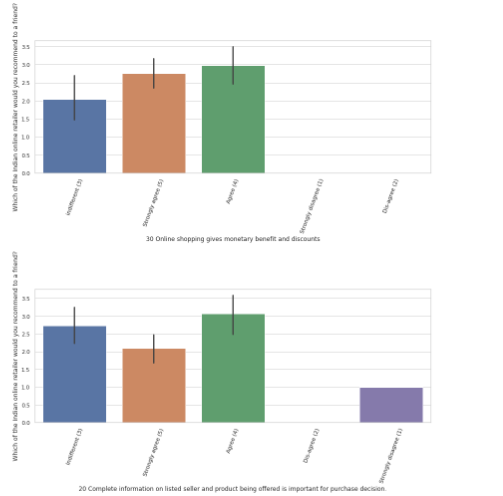 Which of the Indian online retailer would you recommend to a friend?
3.5
3.0
2.5
2.0
1.5
1.0
0.5
0.0
Indifferent (3)
Strongly agree (5)
Agree (4)
Strongly disagree (1)
Dis-agree (2)
30 Online shopping gives monetary benefit and discounts
Which of the Indian online retailer would you recommend to a friend?
3.5
3.0
2.5
2.0
1.5
1.0
0.5
0.0
Indifferent (3)
Strongly agree (5)
Agree (4)
Dis-agree (2)
Strongly disagree (1)
20 Complete information on listed seller and product being offered is important for purchase decision.